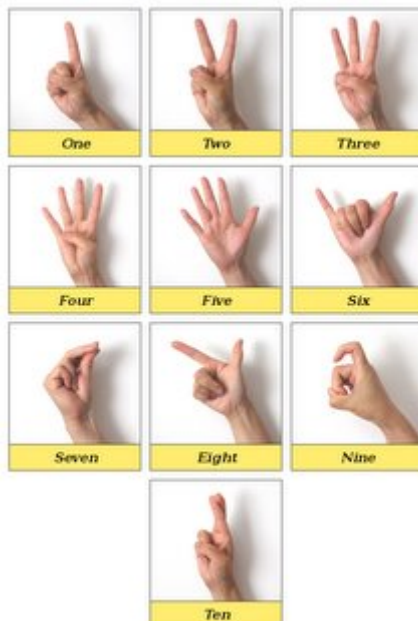 One
Two
Three
Four
Five
Six
Seven
Eight
Nine
Ten